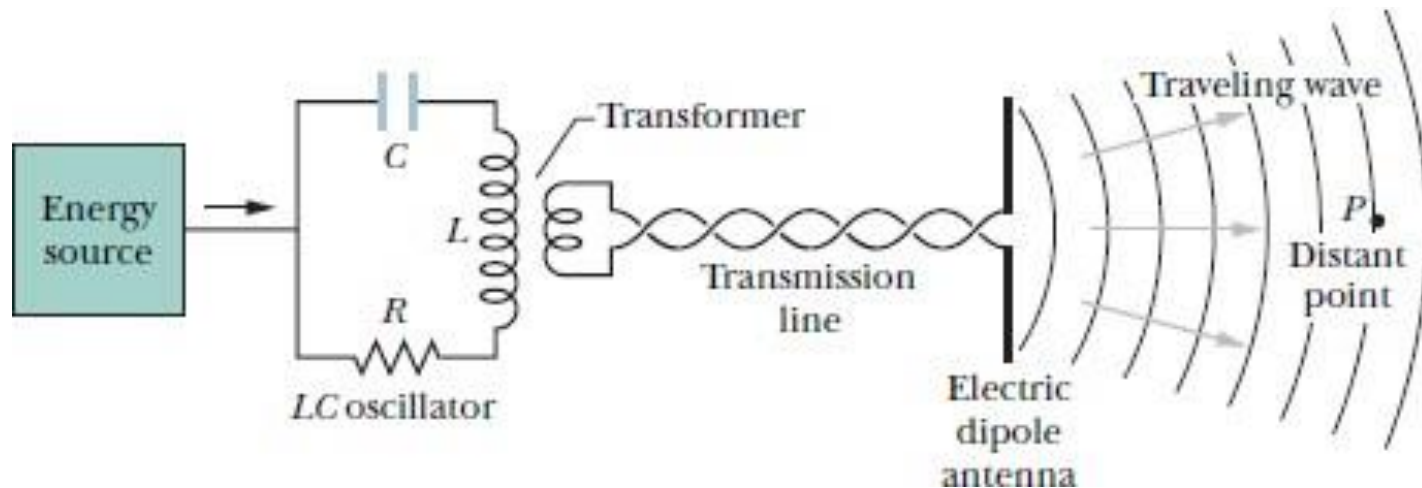 Energy
source
C
L
R
LC oscillator
Transformer
Transmission
line
Electric
dipole
antenna
Traveling wave
P
Distant
point